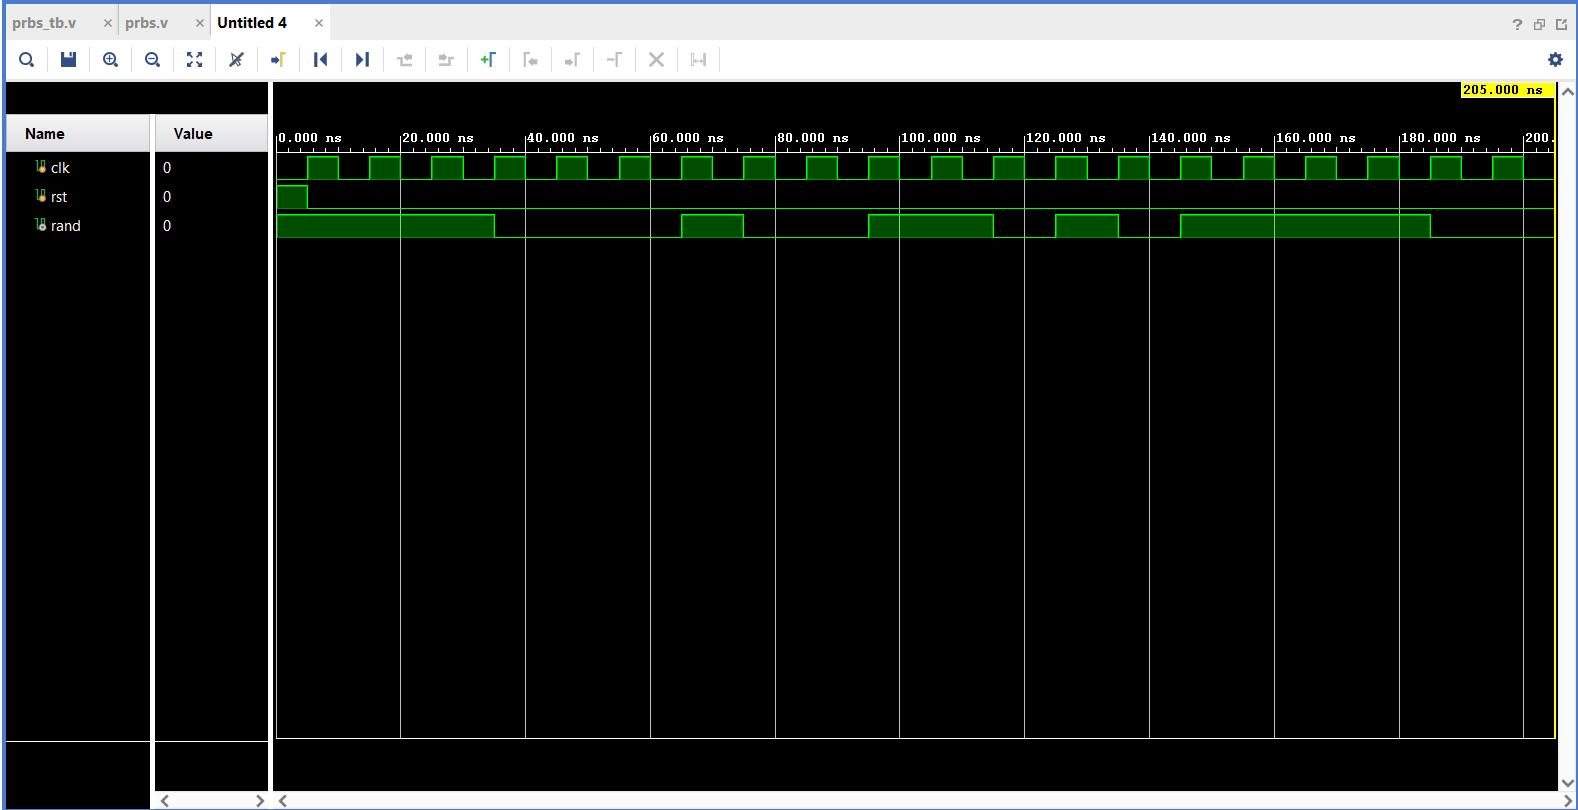 prbs_tb.v × prbs.v × Untitled 4 ×
?
205.000 ns
Name Value
0.000 ns 20.000 ns 40.000 ns 60.000 ns 80.000 ns 100.000 ns 120.000 ns 140.000 ns 160.000 ns 180.000 ns 200.
clk 0
rst 0
rand 0